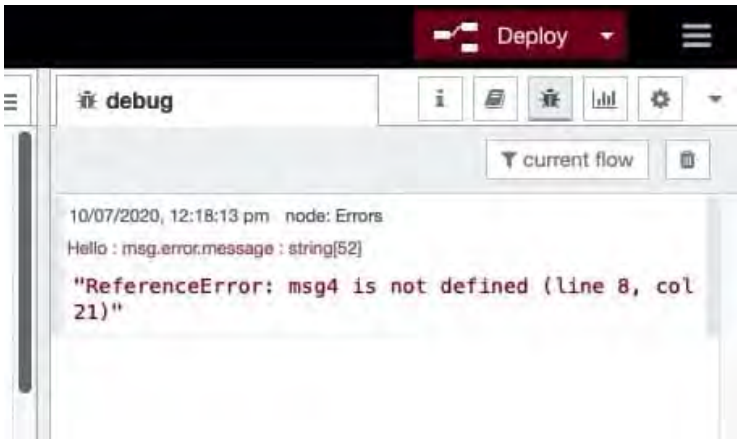 Deploy
debug
i
current flow
10/07/2020, 12:18:13 pm node: Errors
Hello : msg.error.message : string[52]
"ReferenceError: msg4 is not defined (line 8, col
21)"